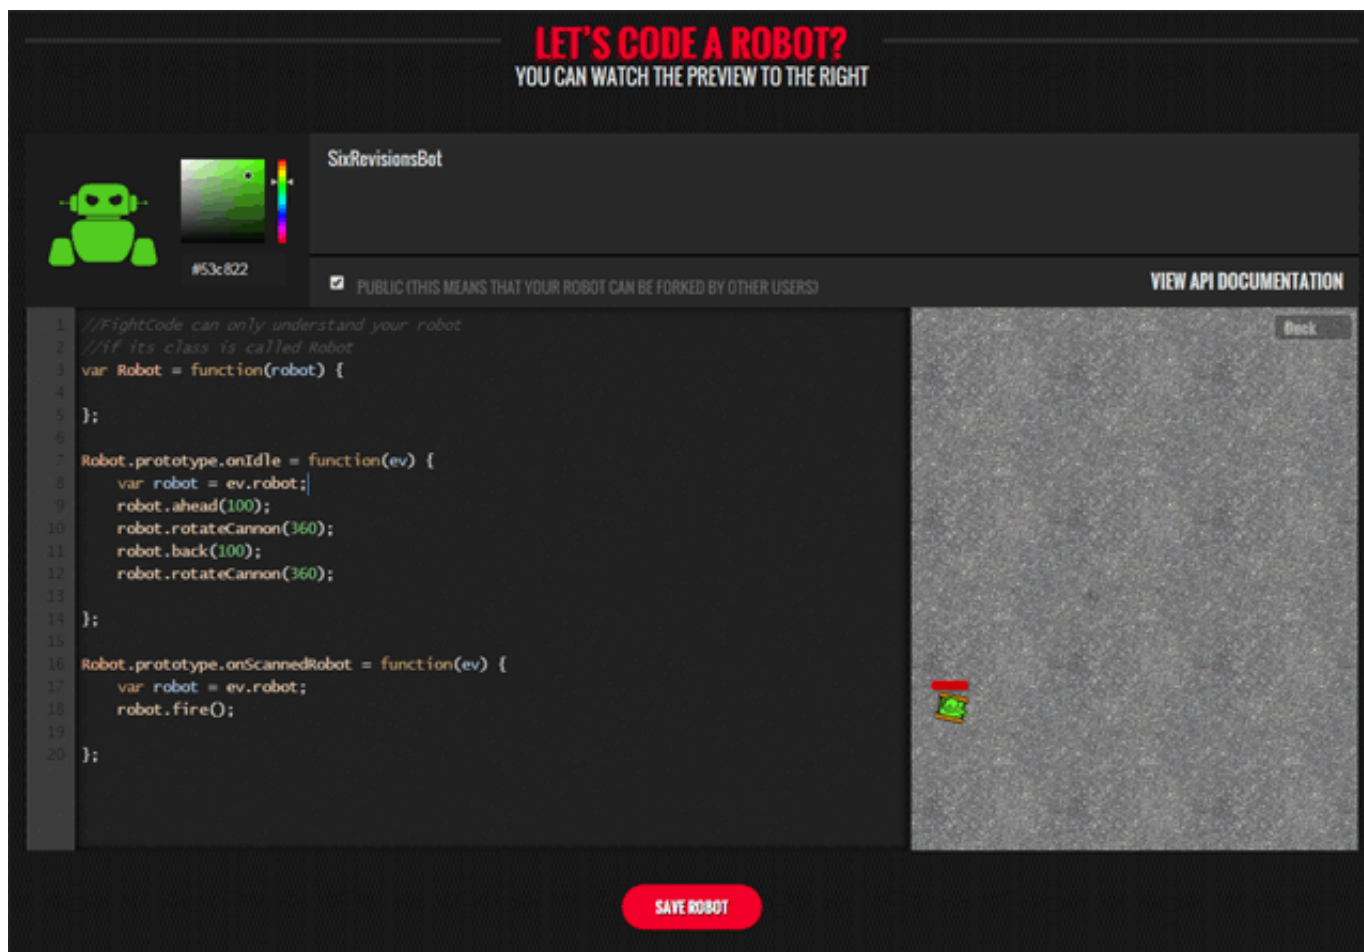 LET'S CODE A ROBOT?
YOU CAN WATCH THE PREVIEW TO THE RIGHT
SixRevisionsBot
#53c822
PUBLIC (THIS MEANS THAT YOUR ROBOT CAN BE FORKED BY OTHER USERS)
VIEW API DOCUMENTATION
1 //FightCode can only understand your robot
2 //if its class is called Robot
3 var Robot = function(robot) {
4
5 };
6
7 Robot.prototype.onIdle = function(ev) {
8 var robot = ev.robot;
9 robot.ahead(100);
10 robot.rotateCannon(360);
11 robot.back(100);
12 robot.rotateCannon(360);
13
14 };
15
16 Robot.prototype.onScannedRobot = function(ev) {
17 var robot = ev.robot;
18 robot.fire();
19
20 };
SAVE ROBOT